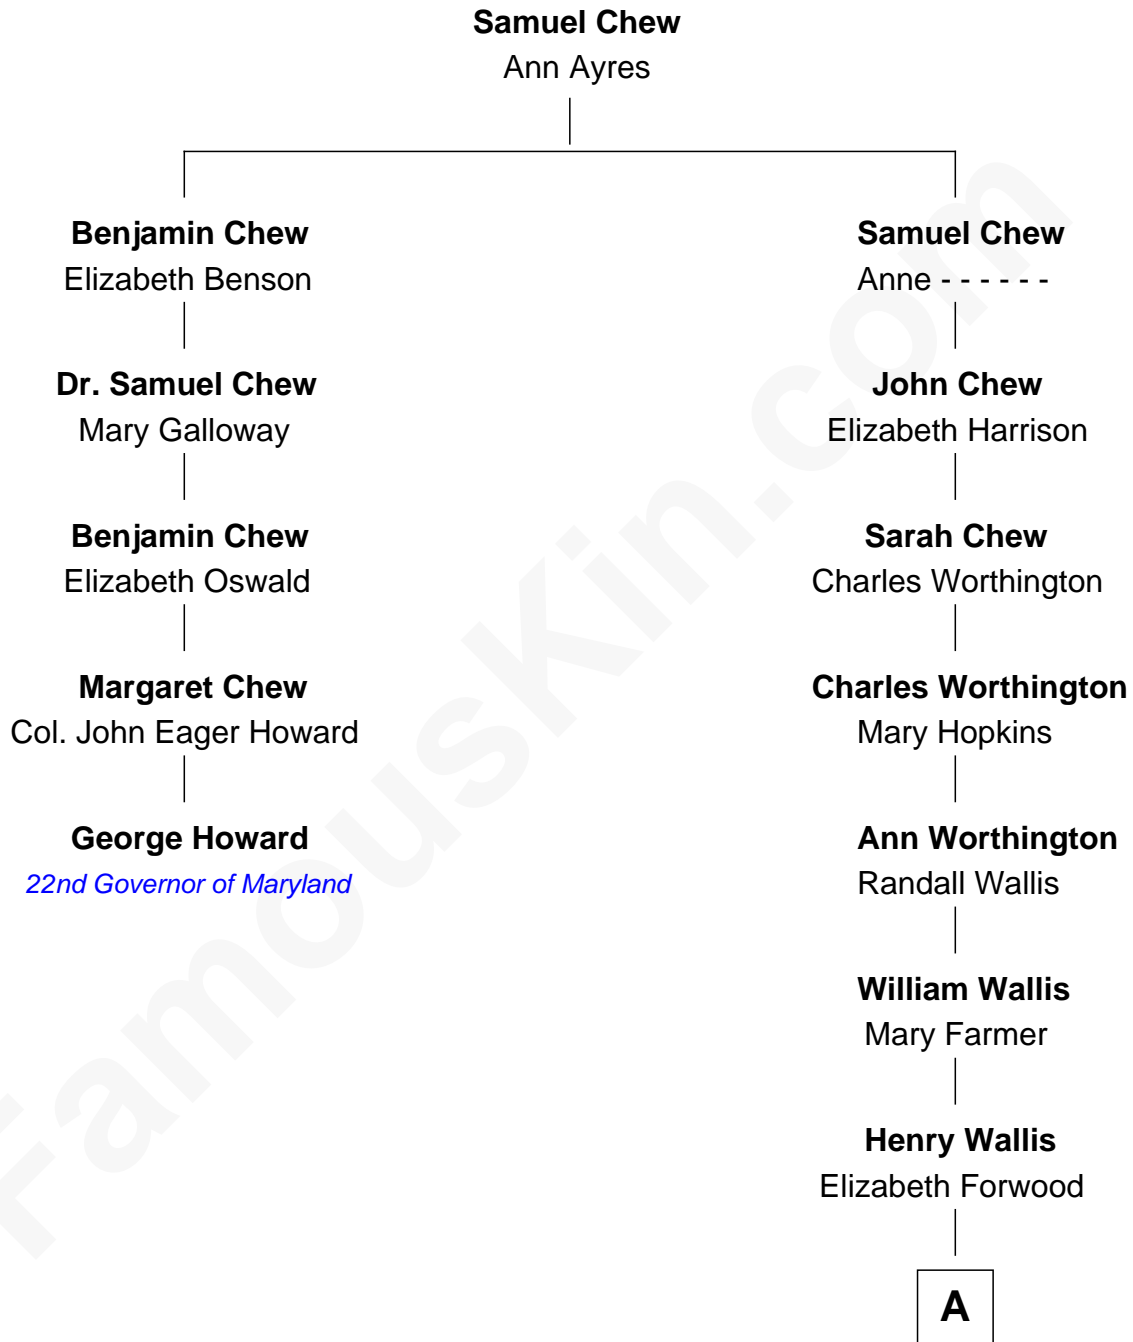 Samuel Chew
Ann Ayres
Benjamin Chew
Elizabeth Benson
Samuel Chew
Anne - - - - - -
Dr. Samuel Chew
Mary Galloway
John Chew
Elizabeth Harrison
Benjamin Chew
Elizabeth Oswald
Sarah Chew
Charles Worthington
Margaret Chew
Col. John Eager Howard
Charles Worthington
Mary Hopkins
George Howard
22nd Governor of Maryland
Ann Worthington
Randall Wallis
William Wallis
Mary Farmer
Henry Wallis
Elizabeth Forwood
A
FamousKin.com